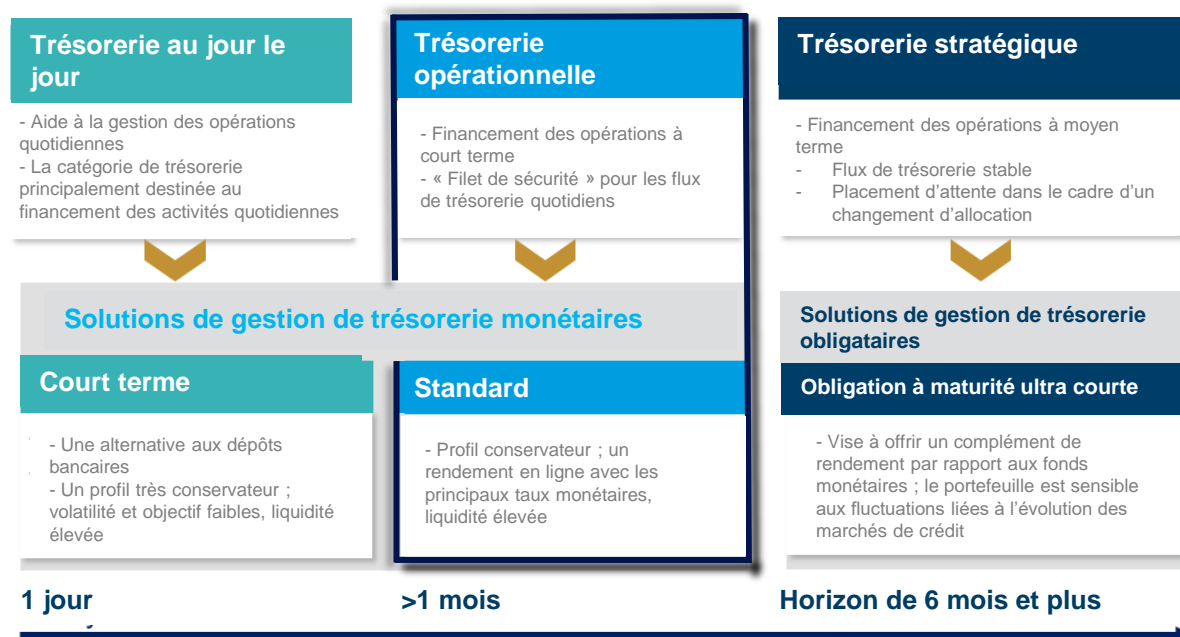 Trésorerie au jour le
jour
- Aide à la gestion des opérations
quotidiennes
- La catégorie de trésorerie
principalement destinée au
financement des activités quotidiennes
Trésorerie
opérationnelle
- Financement des opérations à
court terme
- « Filet de sécurité » pour les flux
de trésorerie quotidiens
Trésorerie stratégique
- Financement des opérations à moyen
terme
- Flux de trésorerie stable
- Placement d’attente dans le cadre d’un
changement d’allocation
Solutions de gestion de trésorerie monétaires
Solutions de gestion de trésorerie
obligataires
Court terme
- Une alternative aux dépôts
bancaires
- Un profil très conservateur ;
volatilité et objectif faibles, liquidité
élevée
Standard
- Profil conservateur ; un
rendement en ligne avec les
principaux taux monétaires,
liquidité élevée
Obligation à maturité ultra courte
- Vise à offrir un complément de
rendement par rapport aux fonds
monétaires ; le portefeuille est sensible
aux fluctuations liées à l’évolution des
marchés de crédit
1 jour
>1 mois
Horizon de 6 mois et plus